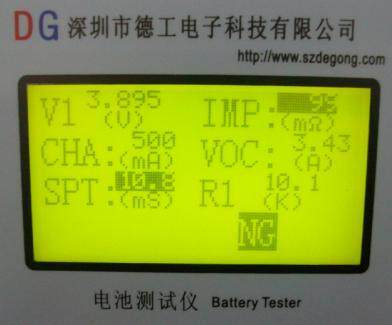 DG 深圳市德工电子科技有限公司
http://www.szdegong.com
V1 3.895 (V) IMP: (mΩ)
CHA: 500 (mA) VOC: 3.43 (A)
SPT: 10.8 (mS) R1 10.1 (K)
NG
电池测试仪 Battery Tester